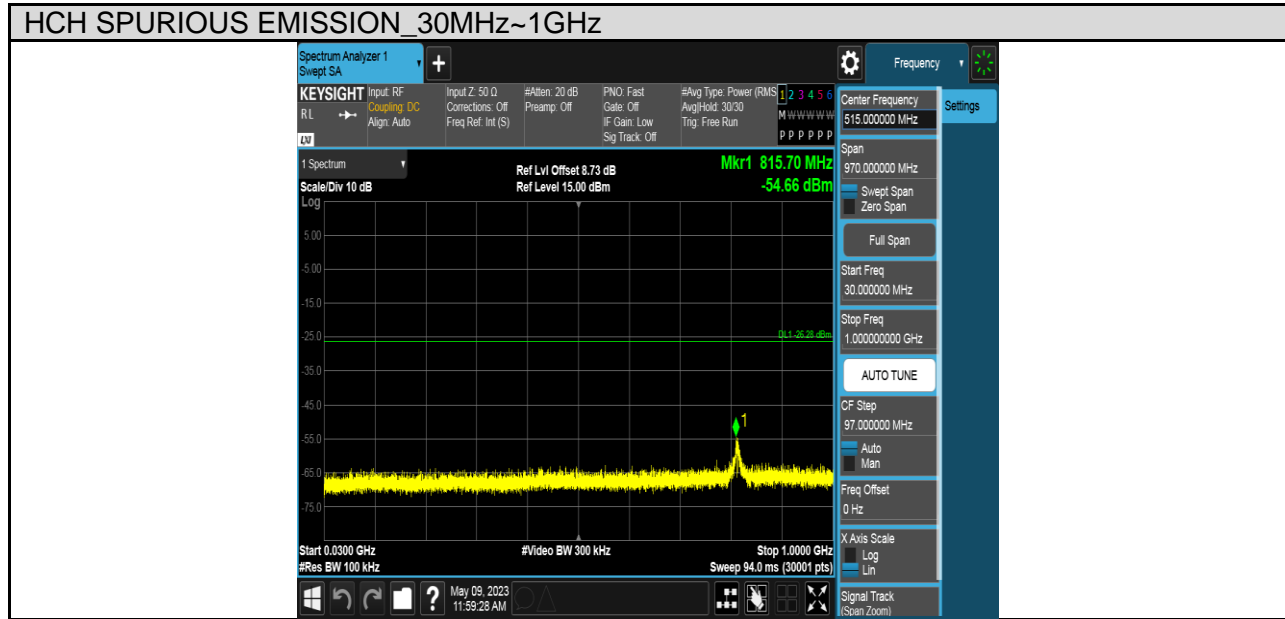 HCH SPURIOUS EMISSION_30MHz~1GHz
Spectrum Analyzer 1
Swept SA
+
Frequency
KEYSIGHT
RL
LXI
Input: RF
Coupling: DC
Align: Auto
Input Z: 50 Ω
Corrections: Off
Freq Ref: Int (S)
#Atten: 20 dB
Preamp: Off
PNO: Fast
Gate: Off
IF Gain: Low
Sig Track: Off
#Avg Type: Power (RMS
Avg|Hold: 30/30
Trig: Free Run
1 2 3 4 5 6
M W W W W W
P P P P P P
1 Spectrum
Scale/Div 10 dB
Ref Lvl Offset 8.73 dB
Ref Level 15.00 dBm
Mkr1 815.70 MHz
-54.66 dBm
Log
5.00
-5.00
-15.0
-25.0
DL1 -26.28 dBm
-35.0
-45.0
1
-55.0
-65.0
-75.0
Start 0.0300 GHz
#Video BW 300 kHz
Stop 1.0000 GHz
#Res BW 100 kHz
Sweep 94.0 ms (30001 pts)
?
May 09, 2023
11:59:28 AM
Center Frequency
515.000000 MHz
Settings
Span
970.000000 MHz
Swept Span
Zero Span
Full Span
Start Freq
30.000000 MHz
Stop Freq
1.000000000 GHz
AUTO TUNE
CF Step
97.000000 MHz
Auto
Man
Freq Offset
0 Hz
X Axis Scale
Log
Lin
Signal Track
(Span Zoom)